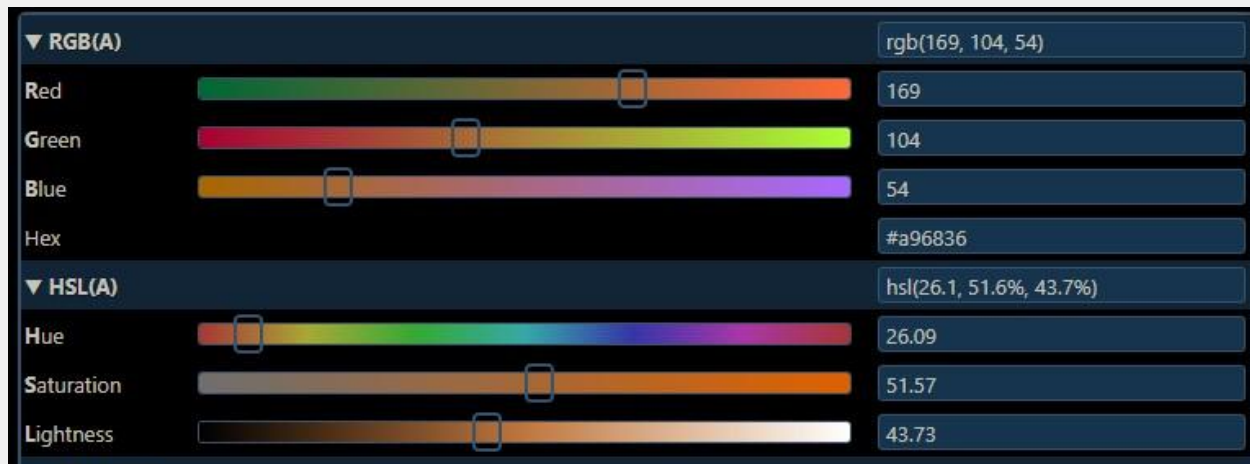 ▼ RGB(A) rgb(169, 104, 54)
Red 169
Green 104
Blue 54
Hex #a96836
▼ HSL(A) hsl(26.1, 51.6%, 43.7%)
Hue 26.09
Saturation 51.57
Lightness 43.73